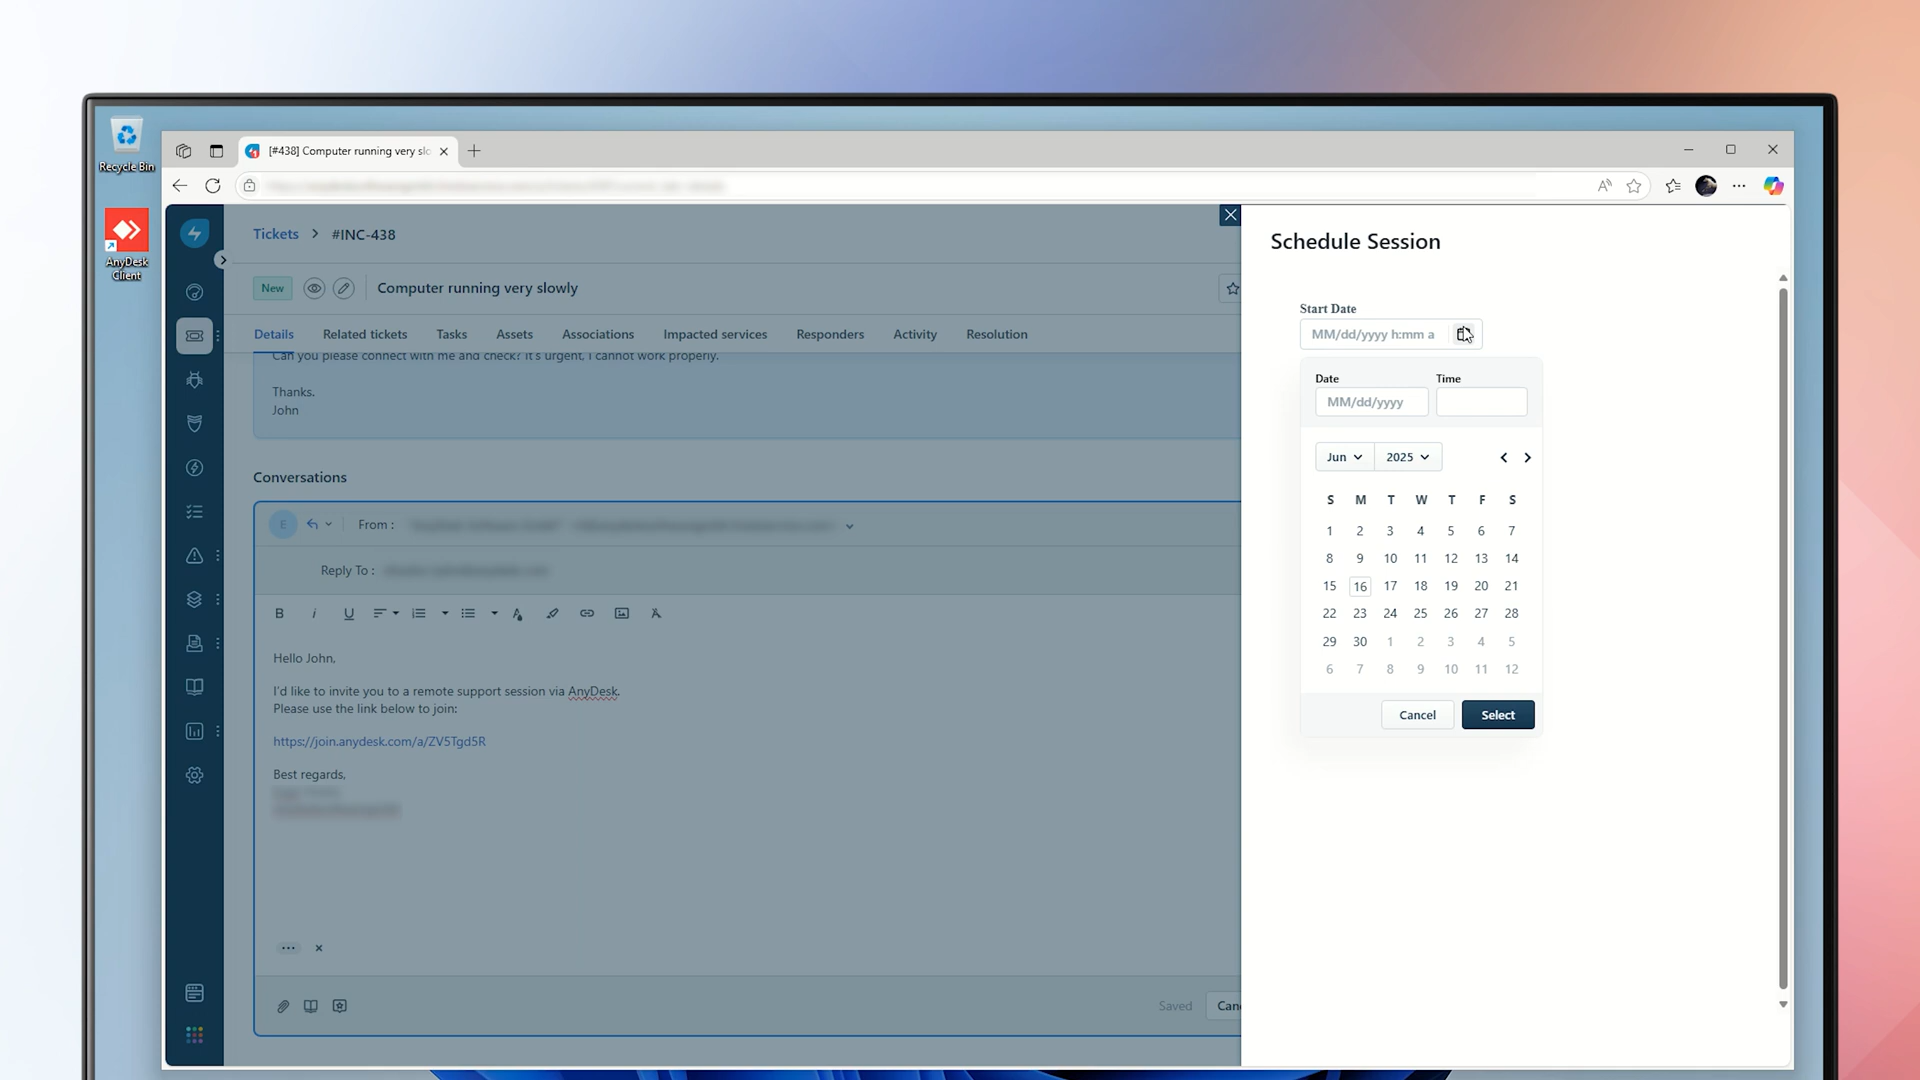 Recycle Bin
AnyDesk
Client
[#438] Computer running very slo
Tickets > #INC-438
New
Computer running very slowly
Details
Related tickets
Tasks
Assets
Associations
Impacted services
Responders
Activity
Resolution
Can you please connect with me and check? It's urgent, I cannot work properly.
Thanks.
John
Conversations
E
From :
Reply To :
B i U
Hello John,
I'd like to invite you to a remote support session via AnyDesk.
Please use the link below to join:
https://join.anydesk.com/a/ZV5Tgd5R
Best regards,
Saved
Canc
Schedule Session
Start Date
MM/dd/yyyy h:mm a
Date Time
MM/dd/yyyy
Jun 2025
S M T W T F S
1 2 3 4 5 6 7
8 9 10 11 12 13 14
15 16 17 18 19 20 21
22 23 24 25 26 27 28
29 30 1 2 3 4 5
6 7 8 9 10 11 12
Cancel
Select